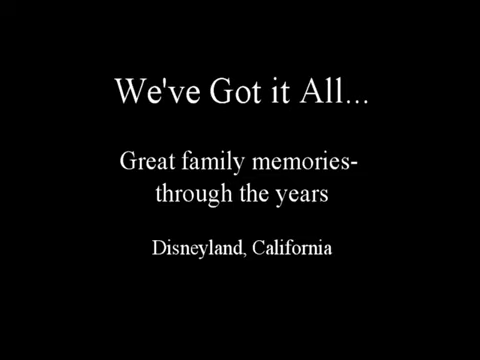 We've Got it All...
Great family memories-
through the years
Disneyland, California